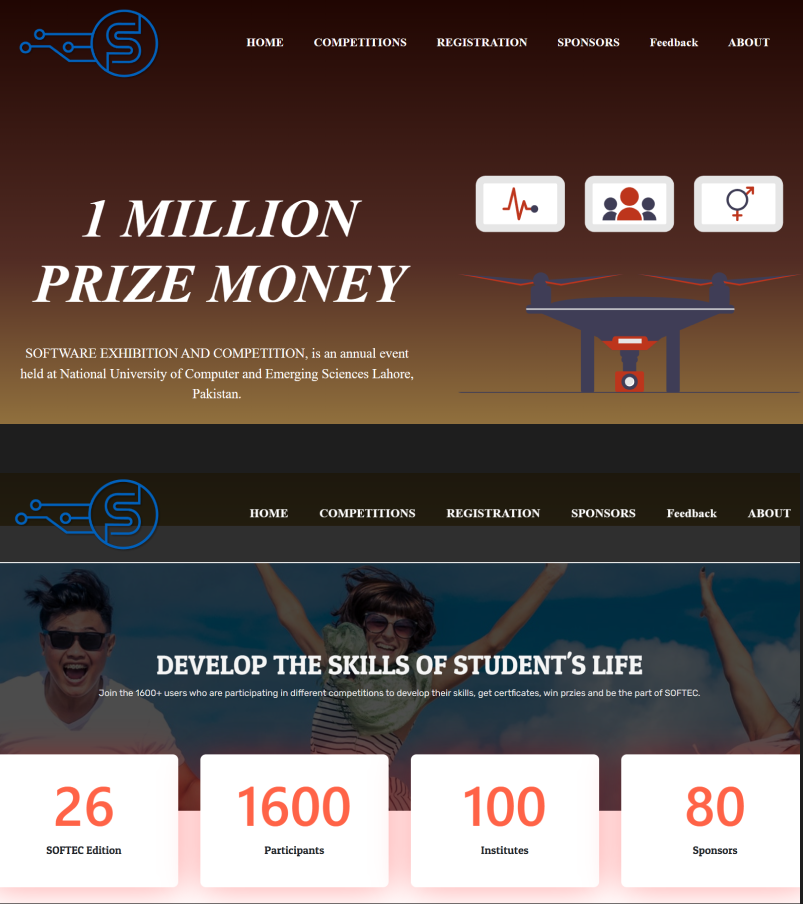 HOME COMPETITIONS REGISTRATION SPONSORS Feedback ABOUT
1 MILLION
PRIZE MONEY
SOFTWARE EXHIBITION AND COMPETITION, is an annual event
held at National University of Computer and Emerging Sciences Lahore,
Pakistan.
HOME COMPETITIONS REGISTRATION SPONSORS Feedback ABOUT
DEVELOP THE SKILLS OF STUDENT'S LIFE
Join the 1600+ users who are participating in different competitions to develop their skills, get certficates, win przies and be the part of SOFTEC.
26
SOFTEC Edition
1600
Participants
100
Institutes
80
Sponsors